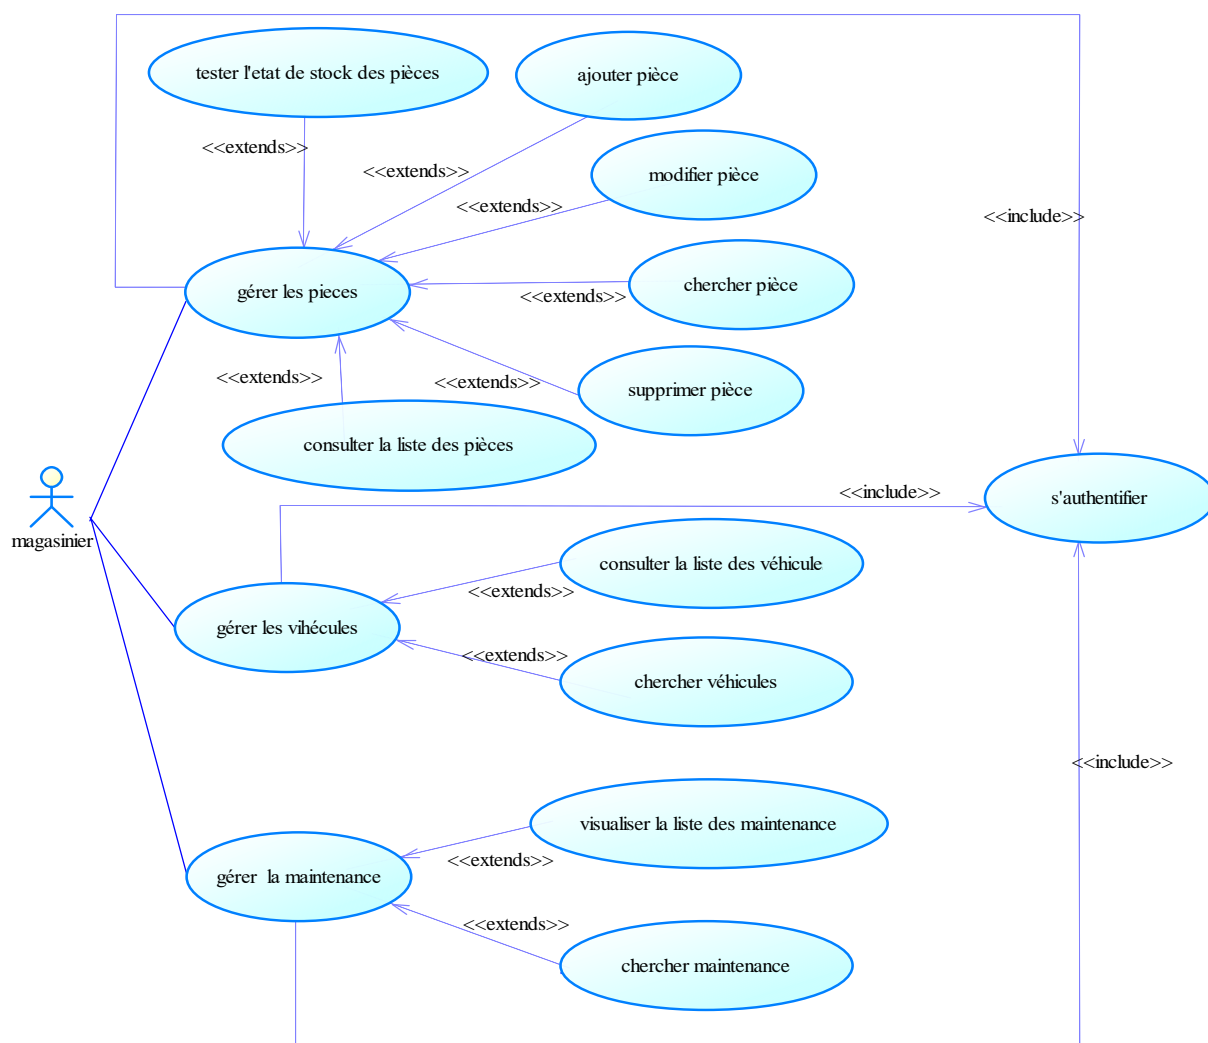 tester l'etat de stock des pièces
ajouter pièce
<<extends>>
<<extends>>
modifier pièce
<<extends>>
<<include>>
gérer les pieces
chercher pièce
<<extends>>
<<extends>>
<<extends>>
supprimer pièce
consulter la liste des pièces
magasinier
<<include>>
s'authentifier
consulter la liste des véhicule
<<extends>>
gérer les vihécules
<<extends>>
chercher véhicules
<<include>>
visualiser la liste des maintenance
<<extends>>
gérer  la maintenance
<<extends>>
chercher maintenance